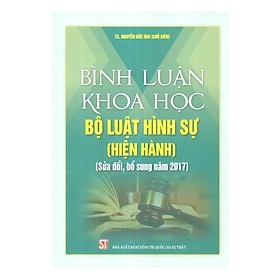 TS. NGUYỄN ĐỨC MAI (CHỦ BIÊN)
BÌNH LUẬN
KHOA HỌC
BỘ LUẬT HÌNH SỰ
(HIỆN HÀNH)
(Sửa đổi, bổ sung năm 2017)
ST
NHÀ XUẤT BẢN CHÍNH TRỊ QUỐC GIA SỰ THẬT